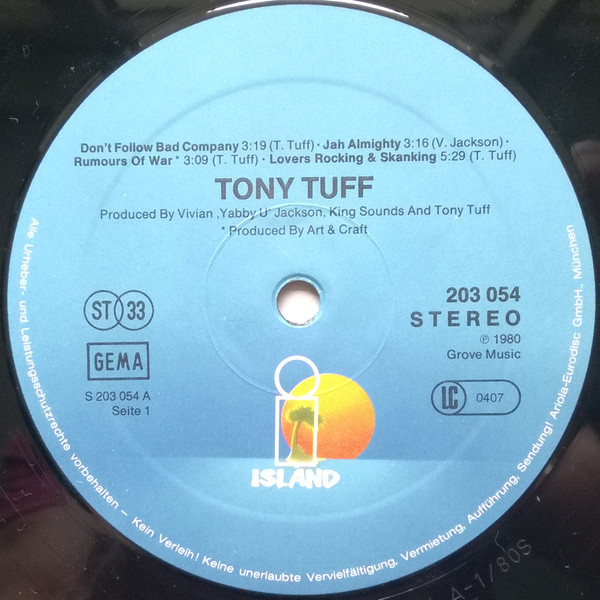 Don't Follow Bad Company 3:19 (T. Tuff) · Jah Almighty 3:16 (V. Jackson) ·
Rumours Of War * 3:09 (T. Tuff) · Lovers Rocking & Skanking 5:29 (T. Tuff)
TONY TUFF
Produced By Vivian ‚Yabby U' Jackson, King Sounds And Tony Tuff
* Produced By Art & Craft
ST 33
GEMA
S 203 054 A
Seite 1
203 054
STEREO
℗ 1980
Grove Music
LC 0407
i
ISLAND
Alle Urheber- und Leistungsschutzrechte vorbehalten – Kein Verleih! Keine unerlaubte Vervielfältigung, Vermietung, Aufführung, Sendung! Ariola-Eurodisc GmbH., München
A-1/80S